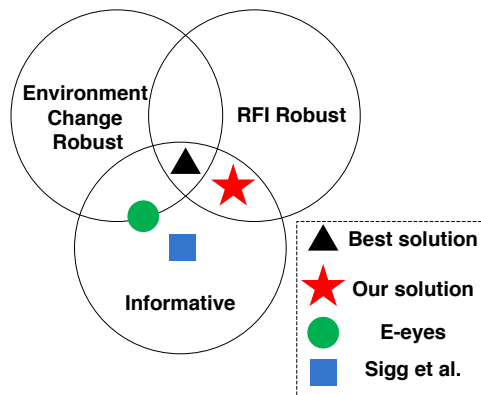 Environment
Change
Robust
RFI Robust
Informative
Best solution
Our solution
E-eyes
Sigg et al.